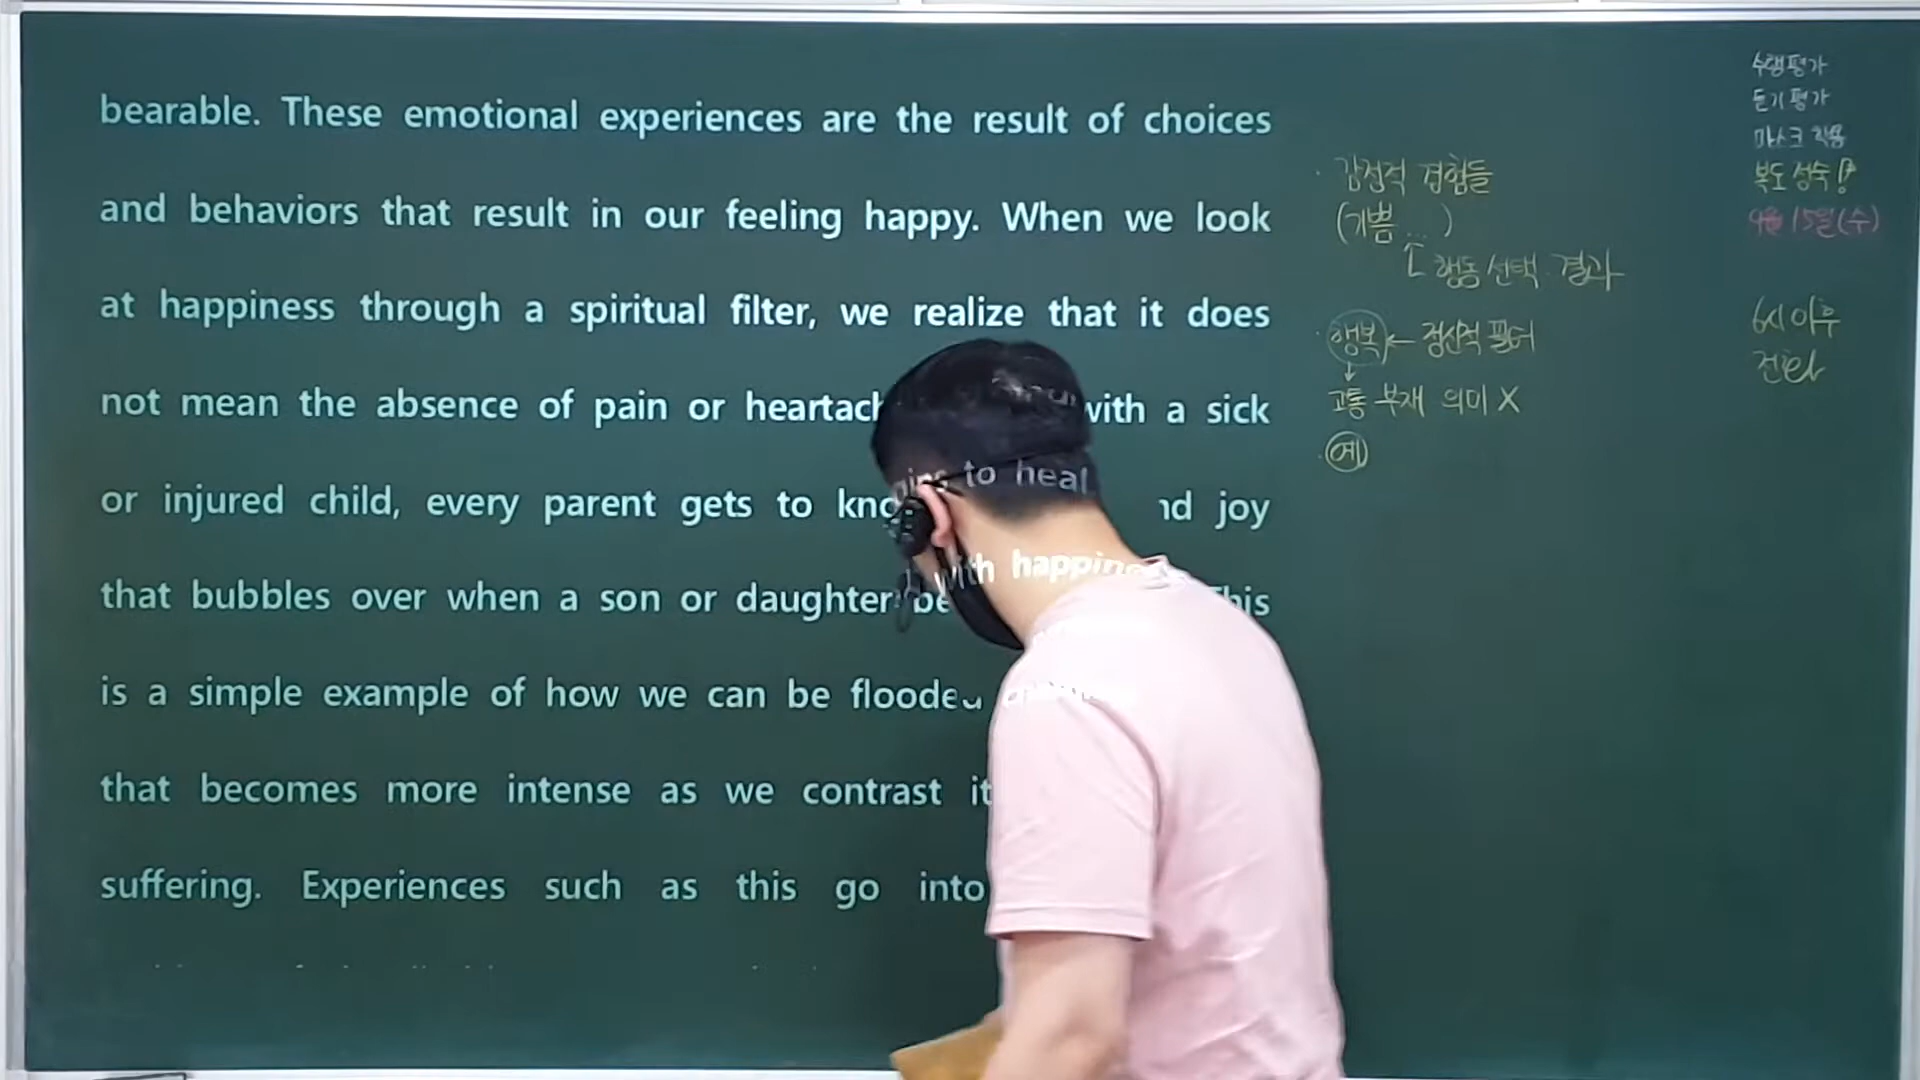 bearable. These emotional experiences are the result of choices
and behaviors that result in our feeling happy. When we look
at happiness through a spiritual filter, we realize that it does
not mean the absence of pain or with a sick
or injured child, every parent gets to joy
that bubbles over when a son or daughter
to heal
with
is a simple example of how we can be
that becomes more intense as we contrast it
suffering. Experiences such as this go into
· 감정적 경험들
(기쁨 ... )
행동 선택 · 결과
· 행복 ← 정신적 필터
↓
고통 부재 의미 X
· 예
수행평가
듣기평가
마스크 착용
복도 정숙!
9월 15일(수)
6시 이후
전화